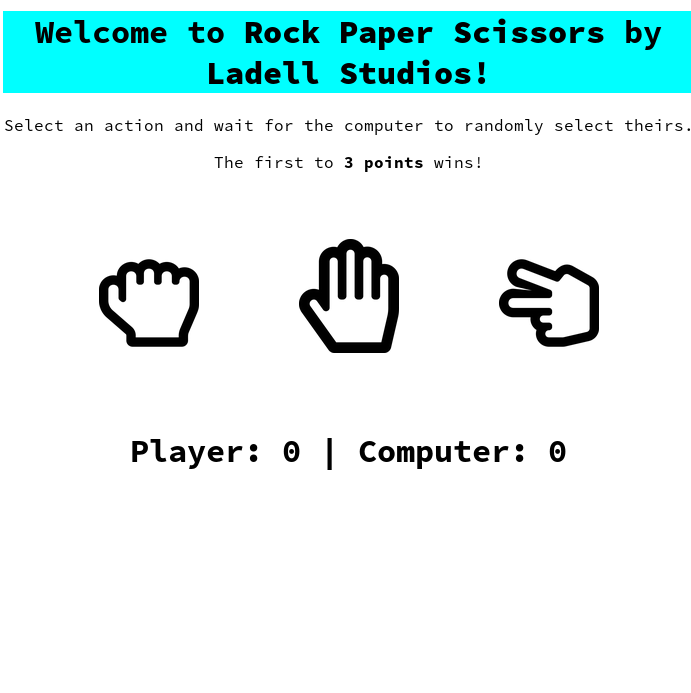 Welcome to Rock Paper Scissors by
Ladell Studios!
Select an action and wait for the computer to randomly select theirs.
The first to 3 points wins!
Player: 0 | Computer: 0